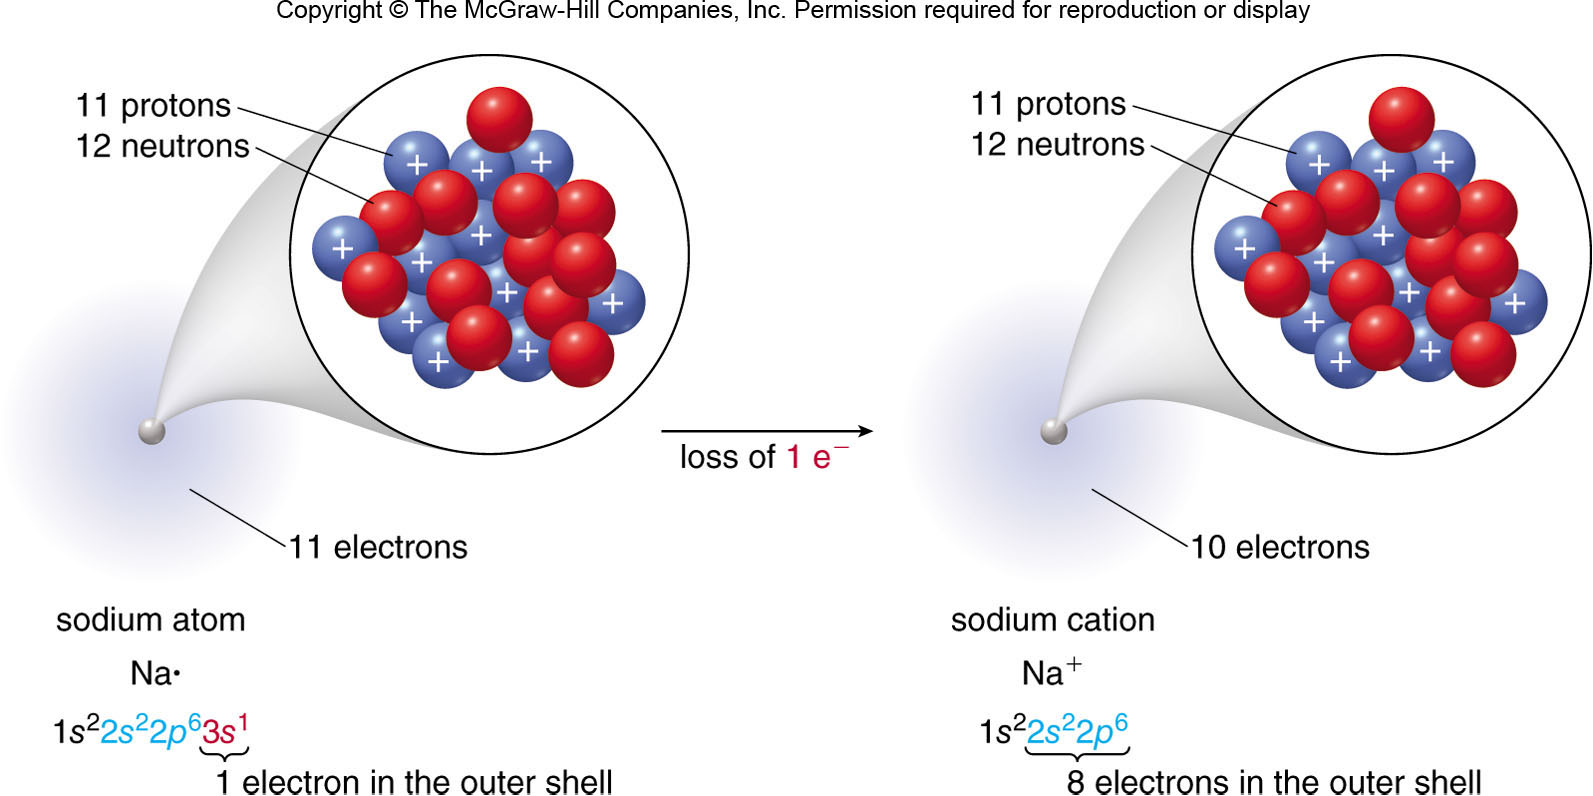 Copyright © The McGraw-Hill Companies, Inc. Permission required for reproduction or display
11 protons
12 neutrons
11 electrons
sodium atom
Na·
1s²2s²2p⁶3s¹
1 electron in the outer shell
loss of 1 e⁻
11 protons
12 neutrons
10 electrons
sodium cation
Na⁺
1s²2s²2p⁶
8 electrons in the outer shell